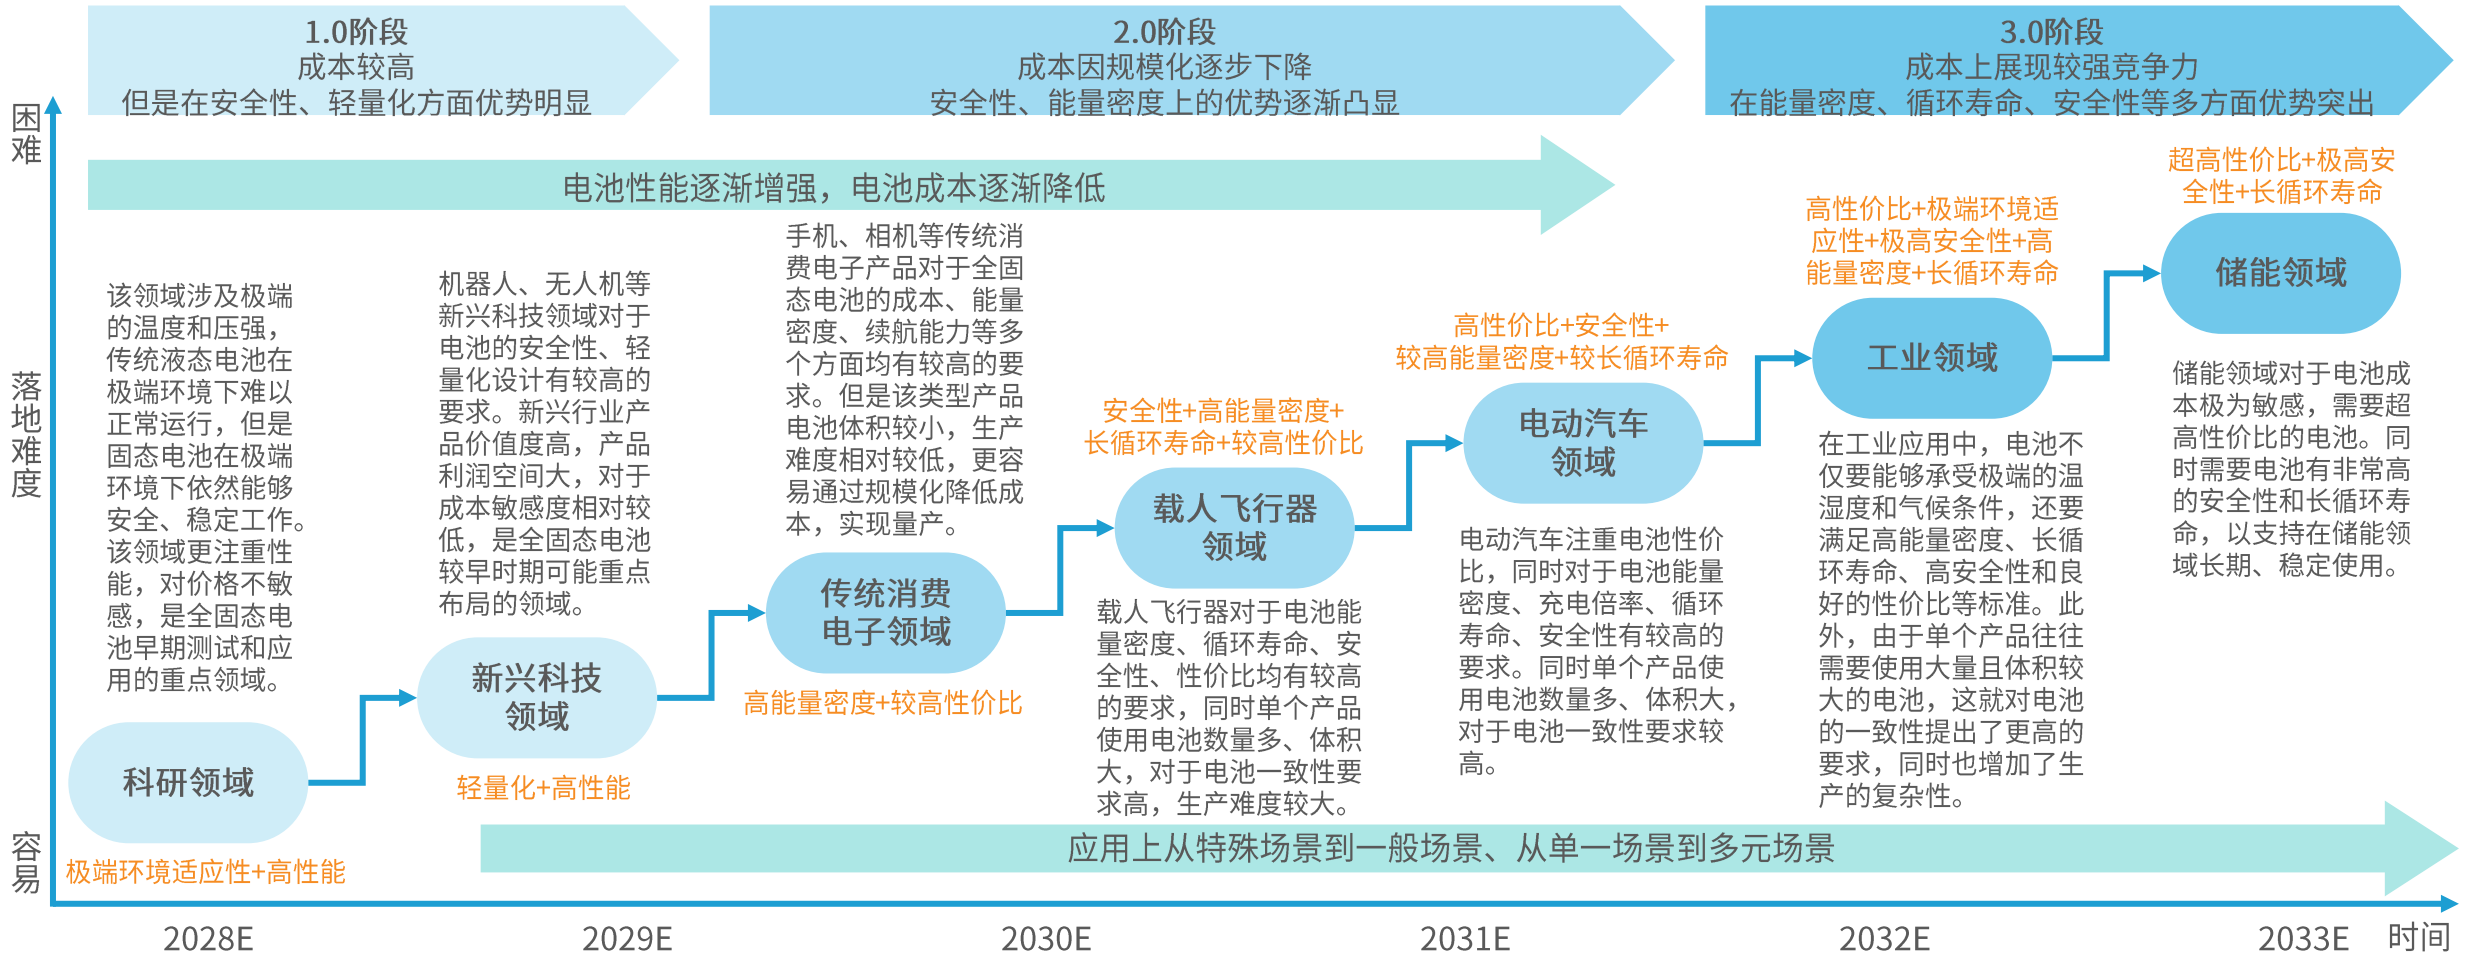 1.0阶段
成本较高
但是在安全性、轻量化方面优势明显
2.0阶段
成本因规模化逐步下降
安全性、能量密度上的优势逐渐凸显
3.0阶段
成本上展现较强竞争力
在能量密度、循环寿命、安全性等多方面优势突出
困难
落地难度
容易
电池性能逐渐增强，电池成本逐渐降低
该领域涉及极端
的温度和压强，
传统液态电池在
极端环境下难以
正常运行，但是
固态电池在极端
环境下依然能够
安全、稳定工作。
该领域更注重性
能，对价格不敏
感，是全固态电
池早期测试和应
用的重点领域。
科研领域
极端环境适应性+高性能
机器人、无人机等
新兴科技领域对于
电池的安全性、轻
量化设计有较高的
要求。新兴行业产
品价值度高，产品
利润空间大，对于
成本敏感度相对较
低，是全固态电池
较早时期可能重点
布局的领域。
新兴科技
领域
轻量化+高性能
手机、相机等传统消
费电子产品对于全固
态电池的成本、能量
密度、续航能力等多
个方面均有较高的要
求。但是该类型产品
电池体积较小，生产
难度相对较低，更容
易通过规模化降低成
本，实现量产。
传统消费
电子领域
高能量密度+较高性价比
安全性+高能量密度+
长循环寿命+较高性价比
载人飞行器
领域
载人飞行器对于电池能
量密度、循环寿命、安
全性、性价比均有较高
的要求，同时单个产品
使用电池数量多、体积
大，对于电池一致性要
求高，生产难度较大。
高性价比+安全性+
较高能量密度+较长循环寿命
电动汽车
领域
电动汽车注重电池性价
比，同时对于电池能量
密度、充电倍率、循环
寿命、安全性有较高的
要求。同时单个产品使
用电池数量多、体积大，
对于电池一致性要求较
高。
高性价比+极端环境适
应性+极高安全性+高
能量密度+长循环寿命
工业领域
在工业应用中，电池不
仅要能够承受极端的温
湿度和气候条件，还要
满足高能量密度、长循
环寿命、高安全性和良
好的性价比等标准。此
外，由于单个产品往往
需要使用大量且体积较
大的电池，这就对电池
的一致性提出了更高的
要求，同时也增加了生
产的复杂性。
超高性价比+极高安
全性+长循环寿命
储能领域
储能领域对于电池成
本极为敏感，需要超
高性价比的电池。同
时需要电池有非常高
的安全性和长循环寿
命，以支持在储能领
域长期、稳定使用。
应用上从特殊场景到一般场景、从单一场景到多元场景
2028E
2029E
2030E
2031E
2032E
2033E
时间